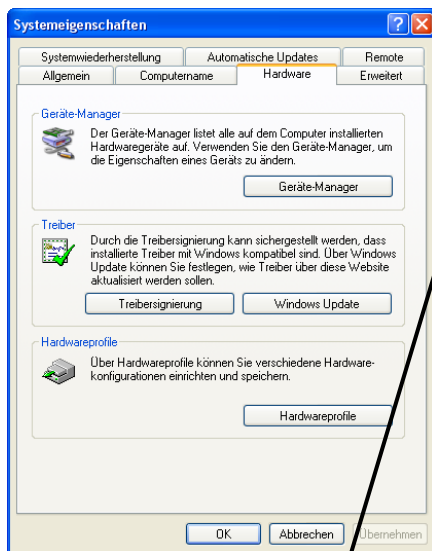 Systemeigenschaften
Systemwiederherstellung Automatische Updates Remote
Allgemein Computername Hardware Erweitert
Geräte-Manager
Der Geräte-Manager listet alle auf dem Computer installierten
Hardwaregeräte auf. Verwenden Sie den Geräte-Manager, um
die Eigenschaften eines Geräts zu ändern.
Geräte-Manager
Treiber
Durch die Treibersignierung kann sichergestellt werden, dass
installierte Treiber mit Windows kompatibel sind. Über Windows
Update können Sie festlegen, wie Treiber über diese Website
aktualisiert werden sollen.
Treibersignierung Windows Update
Hardwareprofile
Über Hardwareprofile können Sie verschiedene Hardware-
konfigurationen einrichten und speichern.
Hardwareprofile
OK Abbrechen Übernehmen